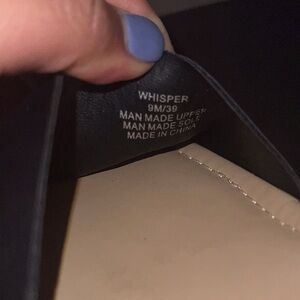 WHISPER
9M/39
MAN MADE UPPER
MAN MADE SOLE
MADE IN CHINA